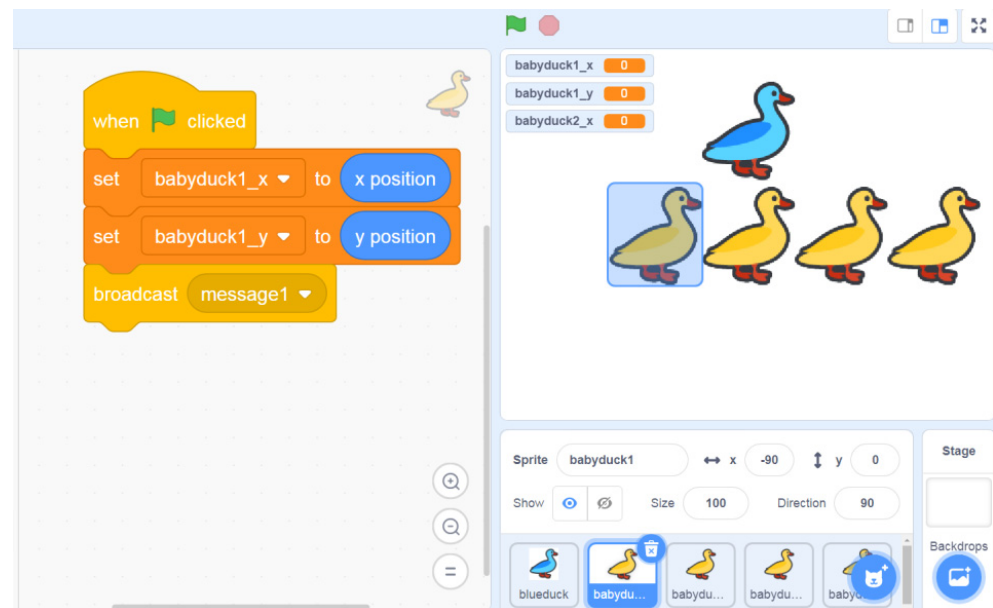 when clicked
set babyduck1_x to x position
set babyduck1_y to y position
broadcast message1
babyduck1_x 0
babyduck1_y 0
babyduck2_x 0
Sprite babyduck1 x -90 y 0
Show Size 100 Direction 90
Stage
Backdrops
blueduck babydu... babydu... babydu... babyd